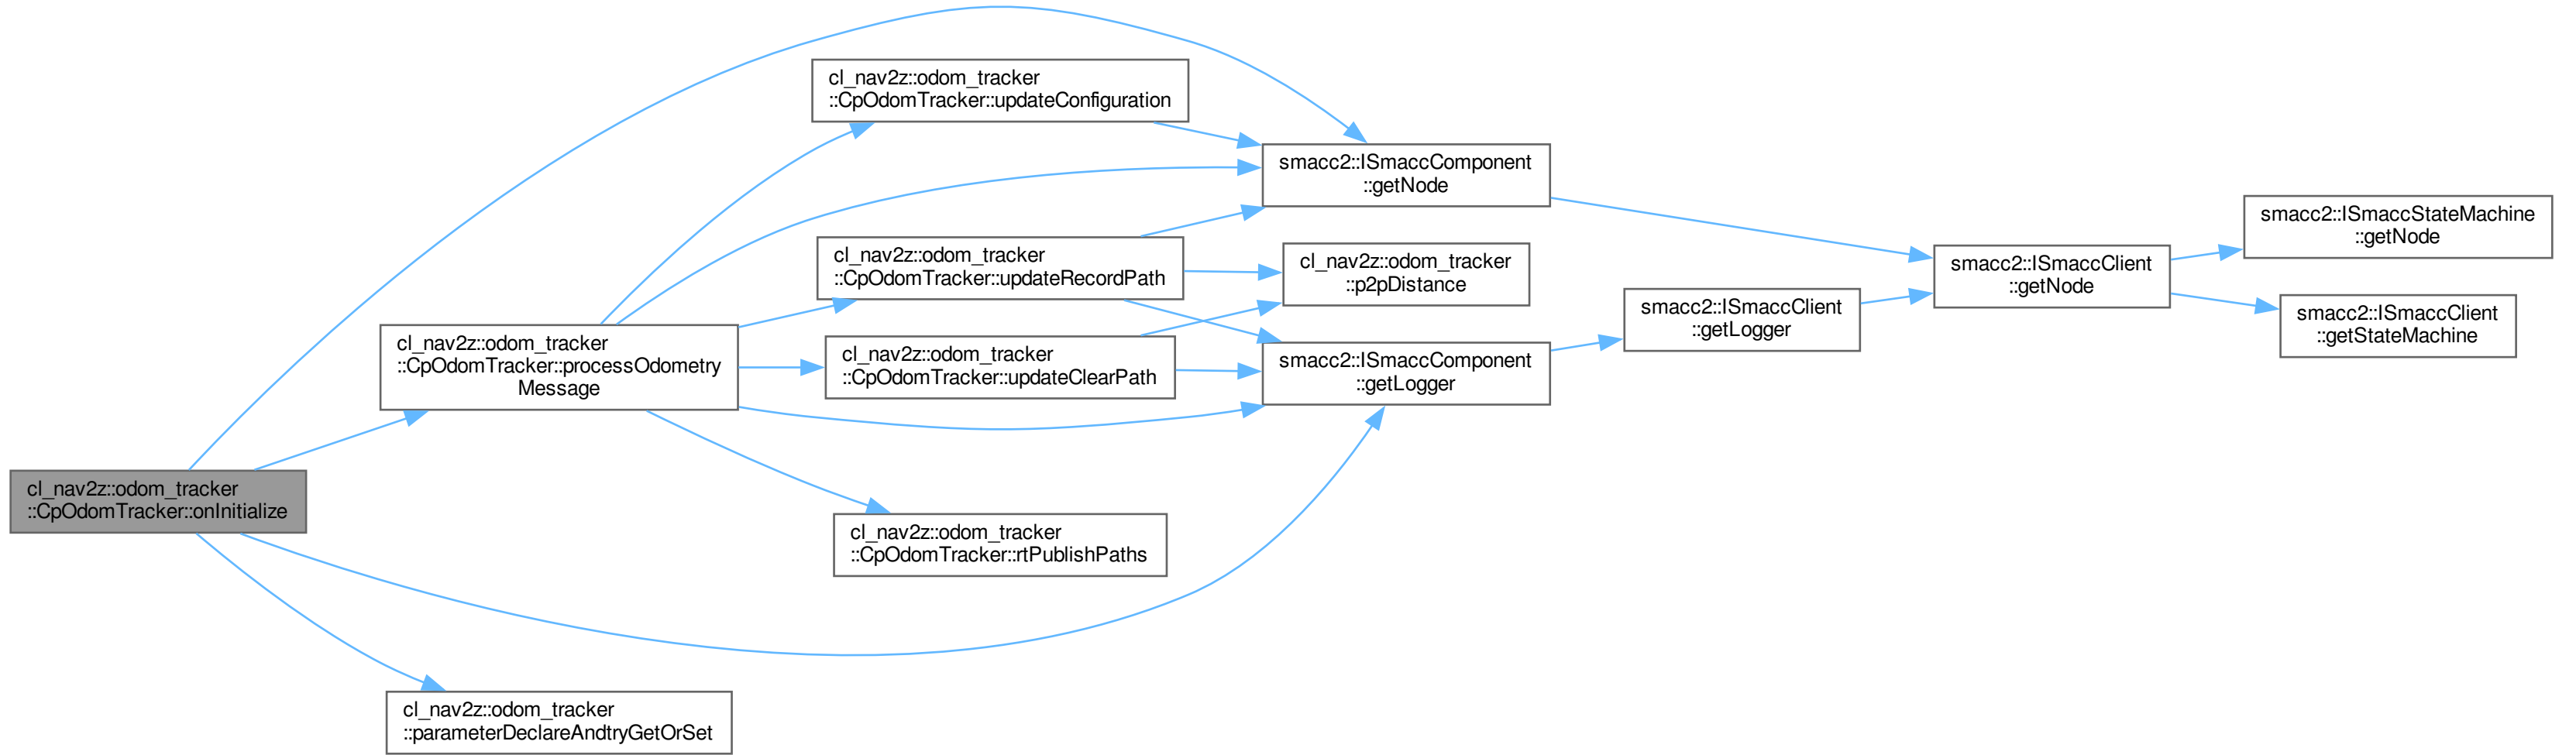 cl_nav2z::odom_tracker
::CpOdomTracker::onInitialize
cl_nav2z::odom_tracker
::CpOdomTracker::processOdometry
Message
cl_nav2z::odom_tracker
::parameterDeclareAndtryGetOrSet
cl_nav2z::odom_tracker
::CpOdomTracker::updateConfiguration
cl_nav2z::odom_tracker
::CpOdomTracker::updateRecordPath
cl_nav2z::odom_tracker
::CpOdomTracker::updateClearPath
cl_nav2z::odom_tracker
::CpOdomTracker::rtPublishPaths
smacc2::ISmaccComponent
::getNode
cl_nav2z::odom_tracker
::p2pDistance
smacc2::ISmaccComponent
::getLogger
smacc2::ISmaccClient
::getLogger
smacc2::ISmaccClient
::getNode
smacc2::ISmaccStateMachine
::getNode
smacc2::ISmaccClient
::getStateMachine